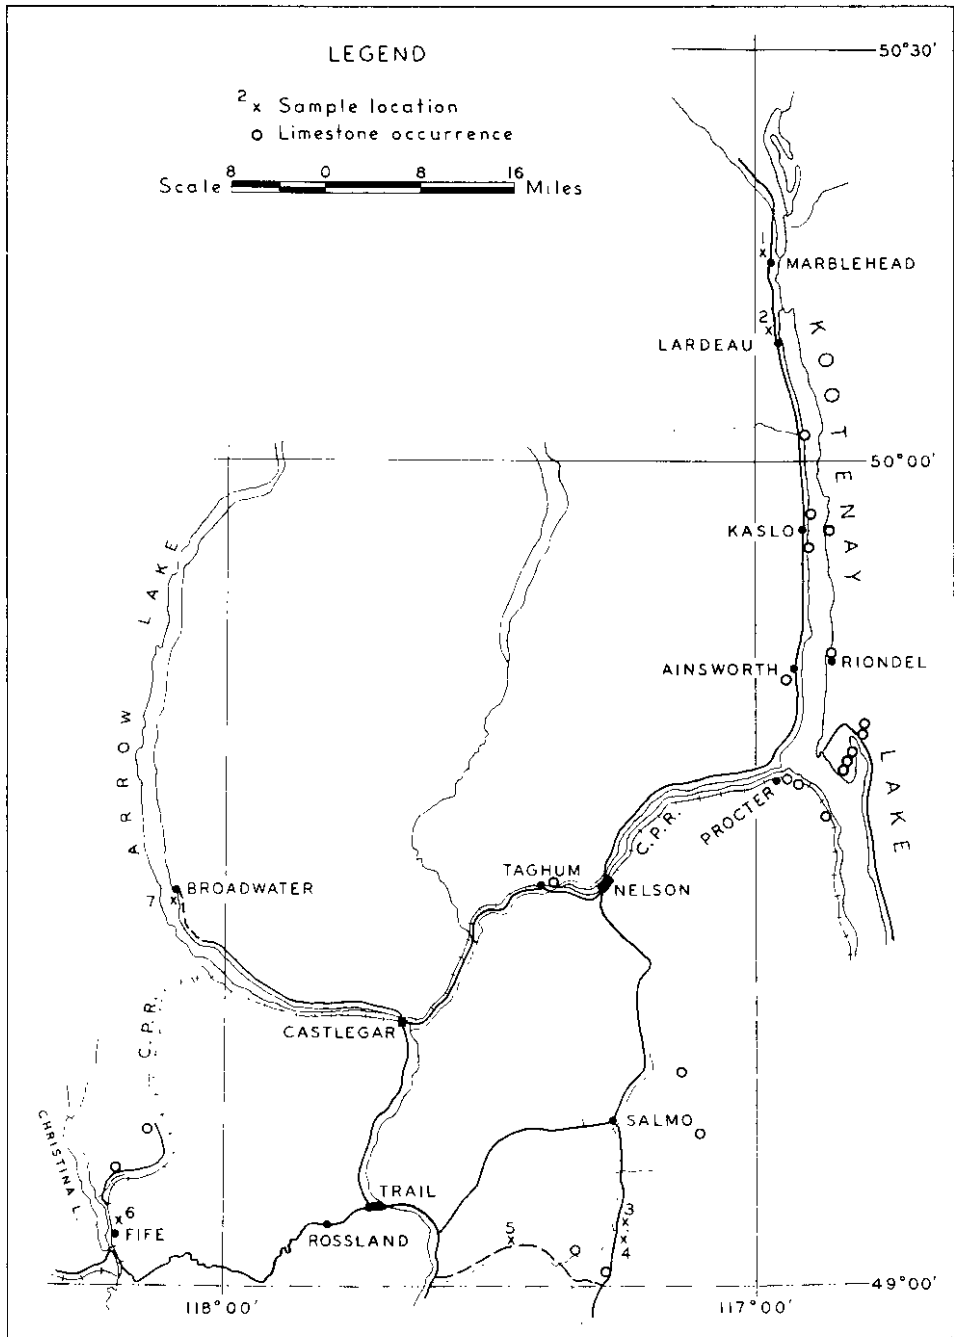 LEGEND
2 x Sample location
o Limestone occurrence
8 0 8 16
Scale Miles
50°30'
1
x
MARBLEHEAD
2
x
LARDEAU
KOOTENAY
50°00'
KASLO
ARROW LAKE
AINSWORTH
RIONDEL
LAKE
PROCTER
C.P.R.
TAGHUM
NELSON
BROADWATER
7 x
CASTLEGAR
C.P.R.
SALMO
CHRISTINA L.
TRAIL
x 6
FIFE
ROSSLAND
5
x
3
x
x
4
49°00'
118°00'
117°00'